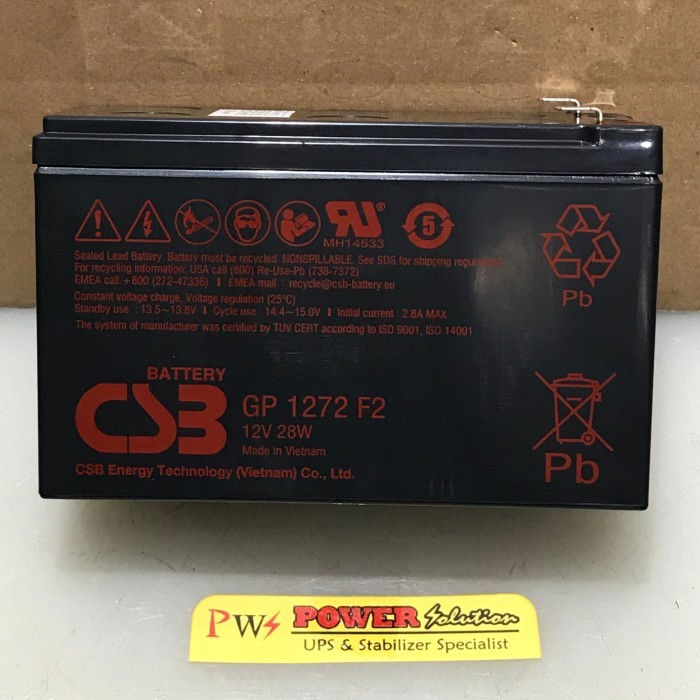 MH14533
5
Sealed Lead Battery. Battery must be recycled. NONSPILLABLE. See SDS for shipping regulation.
For recycling information: USA call (800) Re-Use-Pb (738-7372)
EMEA call +800 (272-47336) EMEA mail : recycle@csb-battery.eu
Constant voltage charge, Voltage regulation (25°C)
Standby use : 13.5~13.8V Cycle use : 14.4~15.0V Initial current : 2.8A MAX.
The system of manufacturer was certified by TUV CERT according to ISO 9001, ISO 14001
Pb
BATTERY
CSB
GP 1272 F2
12V 28W
Made in Vietnam
CSB Energy Technology (Vietnam) Co., Ltd.
Pb
PWS POWER Solution
UPS & Stabilizer Specialist